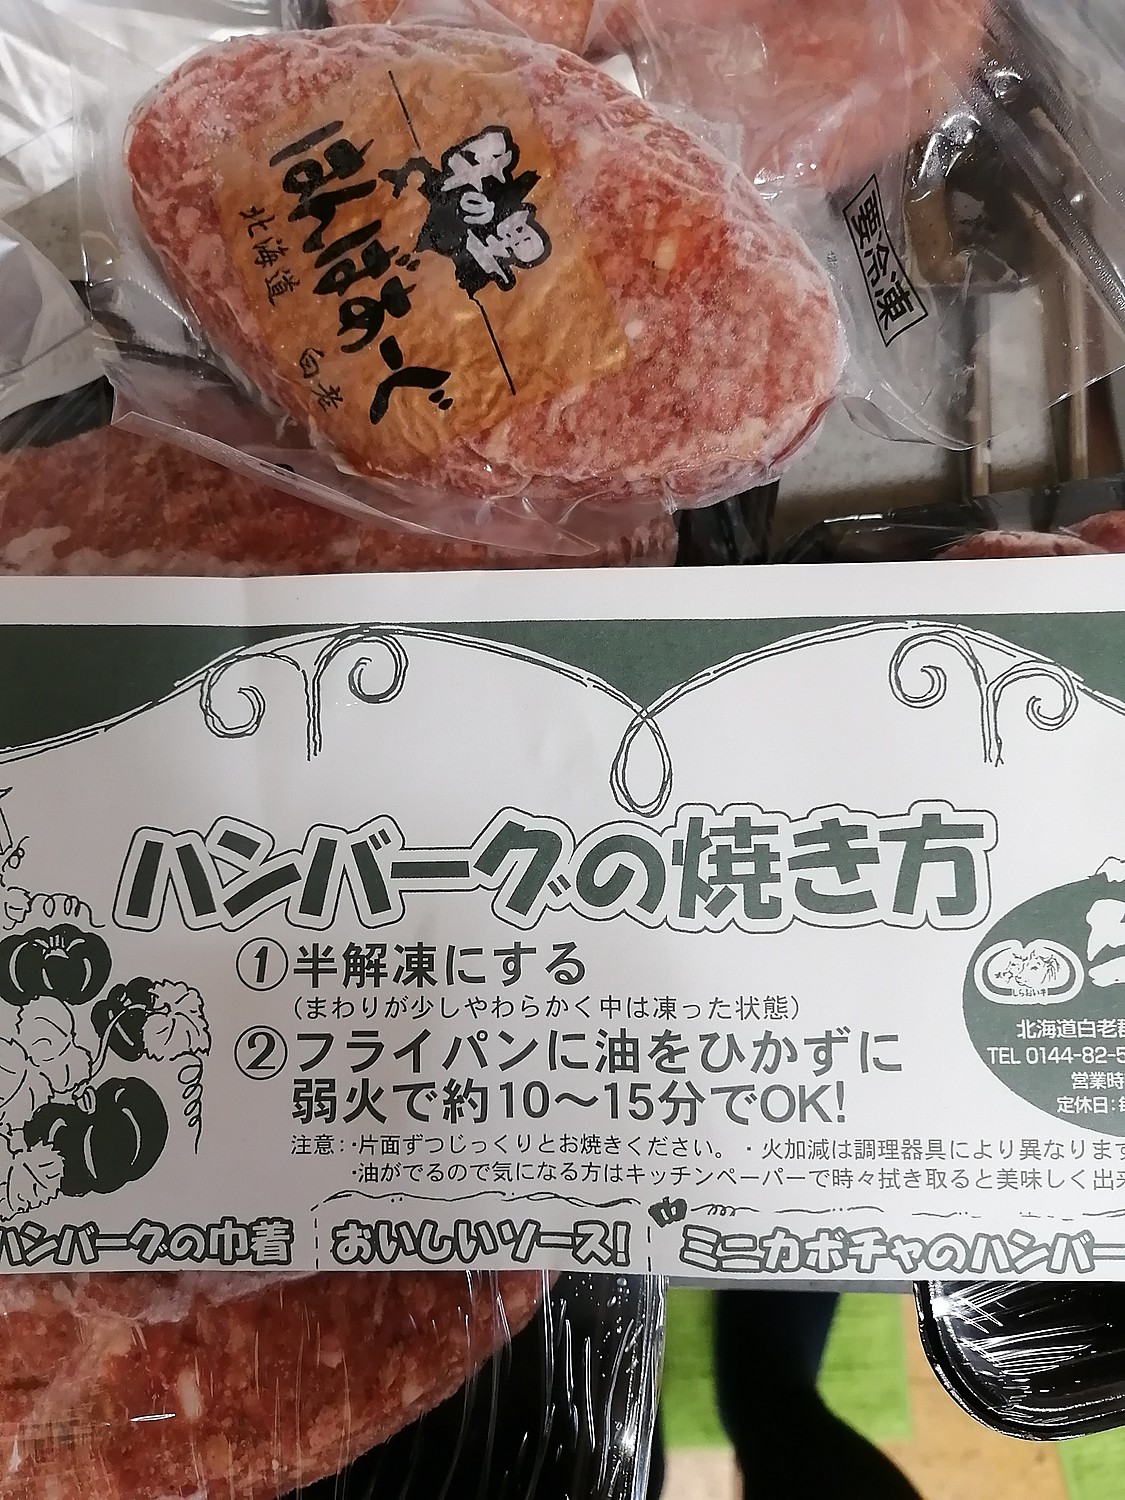 牛の里
はんばぁーぐ
北海道
白老
要冷凍
ハンバーグの焼き方
①半解凍にする
(まわりが少しやわらかく中は凍った状態)
②フライパンに油をひかずに
弱火で約10〜15分でOK!
注意:・片面ずつじっくりとお焼きください。・火加減は調理器具により異なります
・油がでるので気になる方はキッチンペーパーで時々拭き取ると美味しく出来
しらおい牛
北海道白老郡
TEL 0144-82-5
営業時
定休日:毎
ハンバーグの巾着
おいしいソース!
ミニカボチャのハンバー